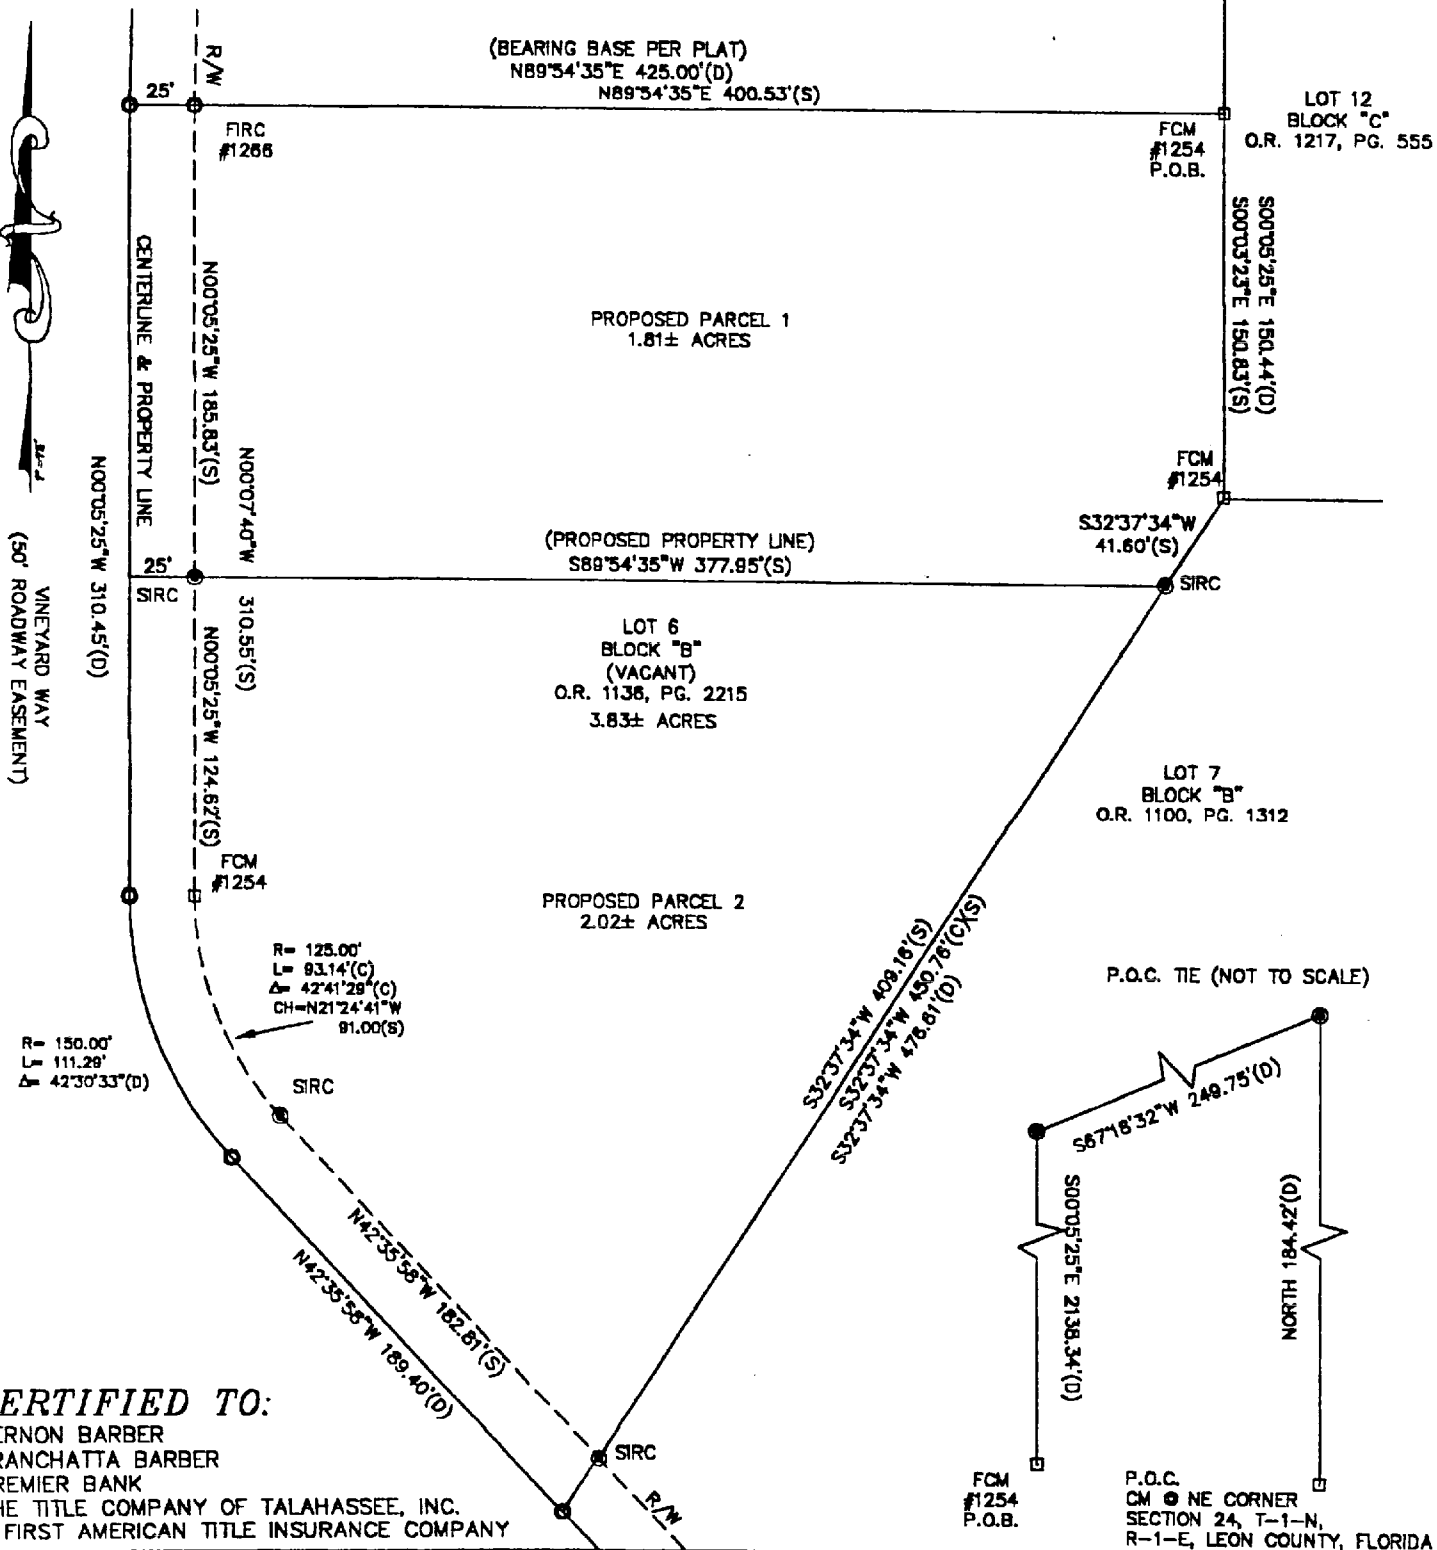 (BEARING BASE PER PLAT)
N89°54'35"E 425.00'(D)
N89°54'35"E 400.53'(S)
R/W
25'
FIRC
#1266
FCM
#1254
P.O.B.
LOT 12
BLOCK "C"
O.R. 1217, PG. 555
S00°05'25"E 150.44'(D)
S00°03'23"E 150.83'(S)
CENTERLINE & PROPERTY LINE
N00°05'25"W 185.83'(S)
PROPOSED PARCEL 1
1.81± ACRES
FCM
#1254
S32°37'34"W
41.60'(S)
N00°07'40"W 310.55'(S)
N00°05'25"W 310.45'(D)
VINEYARD WAY
(50' ROADWAY EASEMENT)
(PROPOSED PROPERTY LINE)
S89°54'35"W 377.95'(S)
25'
SIRC
SIRC
N00°05'25"W 124.62'(S)
LOT 6
BLOCK "B"
(VACANT)
O.R. 1136, PG. 2215
3.83± ACRES
LOT 7
BLOCK "B"
O.R. 1100, PG. 1312
FCM
#1254
PROPOSED PARCEL 2
2.02± ACRES
R= 125.00'
L= 93.14'(C)
Δ= 42°41'29"(C)
CH=N21°24'41"W
91.00(S)
R= 150.00'
L= 111.29'
Δ= 42°30'33"(D)
SIRC
S32°37'34"W 409.16'(S)
S32°37'34"W 450.76'(C)(S)
S32°37'34"W 476.61'(D)
P.O.C. TIE (NOT TO SCALE)
S67°16'32"W 249.75'(D)
S00°05'25"E 2138.34'(D)
NORTH 184.42'(D)
N42°35'58"W 182.81'(S)
N42°35'58"W 189.40'(D)
SIRC
R/W
FCM
#1254
P.O.B.
P.O.C.
CM @ NE CORNER
SECTION 24, T-1-N,
R-1-E, LEON COUNTY, FLORIDA
ERTIFIED TO:
ERNON BARBER
RANCHATTA BARBER
REMIER BANK
HE TITLE COMPANY OF TALAHASSEE, INC.
FIRST AMERICAN TITLE INSURANCE COMPANY